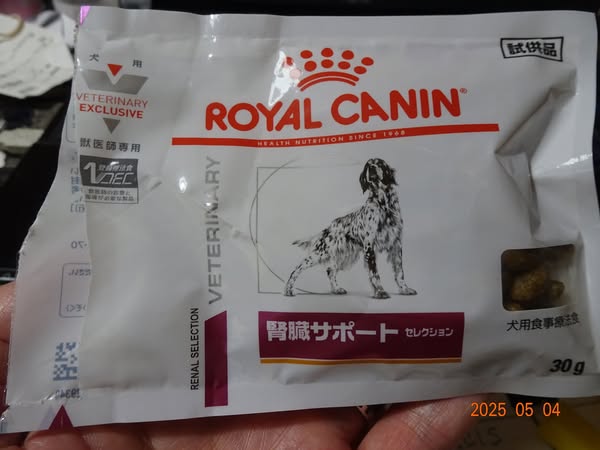 試供品
犬 用
VETERINARY
EXCLUSIVE
獣医師専用
ROYAL CANIN®
HEALTH NUTRITION SINCE 1968
VETERINARY
RENAL SELECTION
腎臓サポート セレクション
犬用食事療法食
30g
2025 05 04